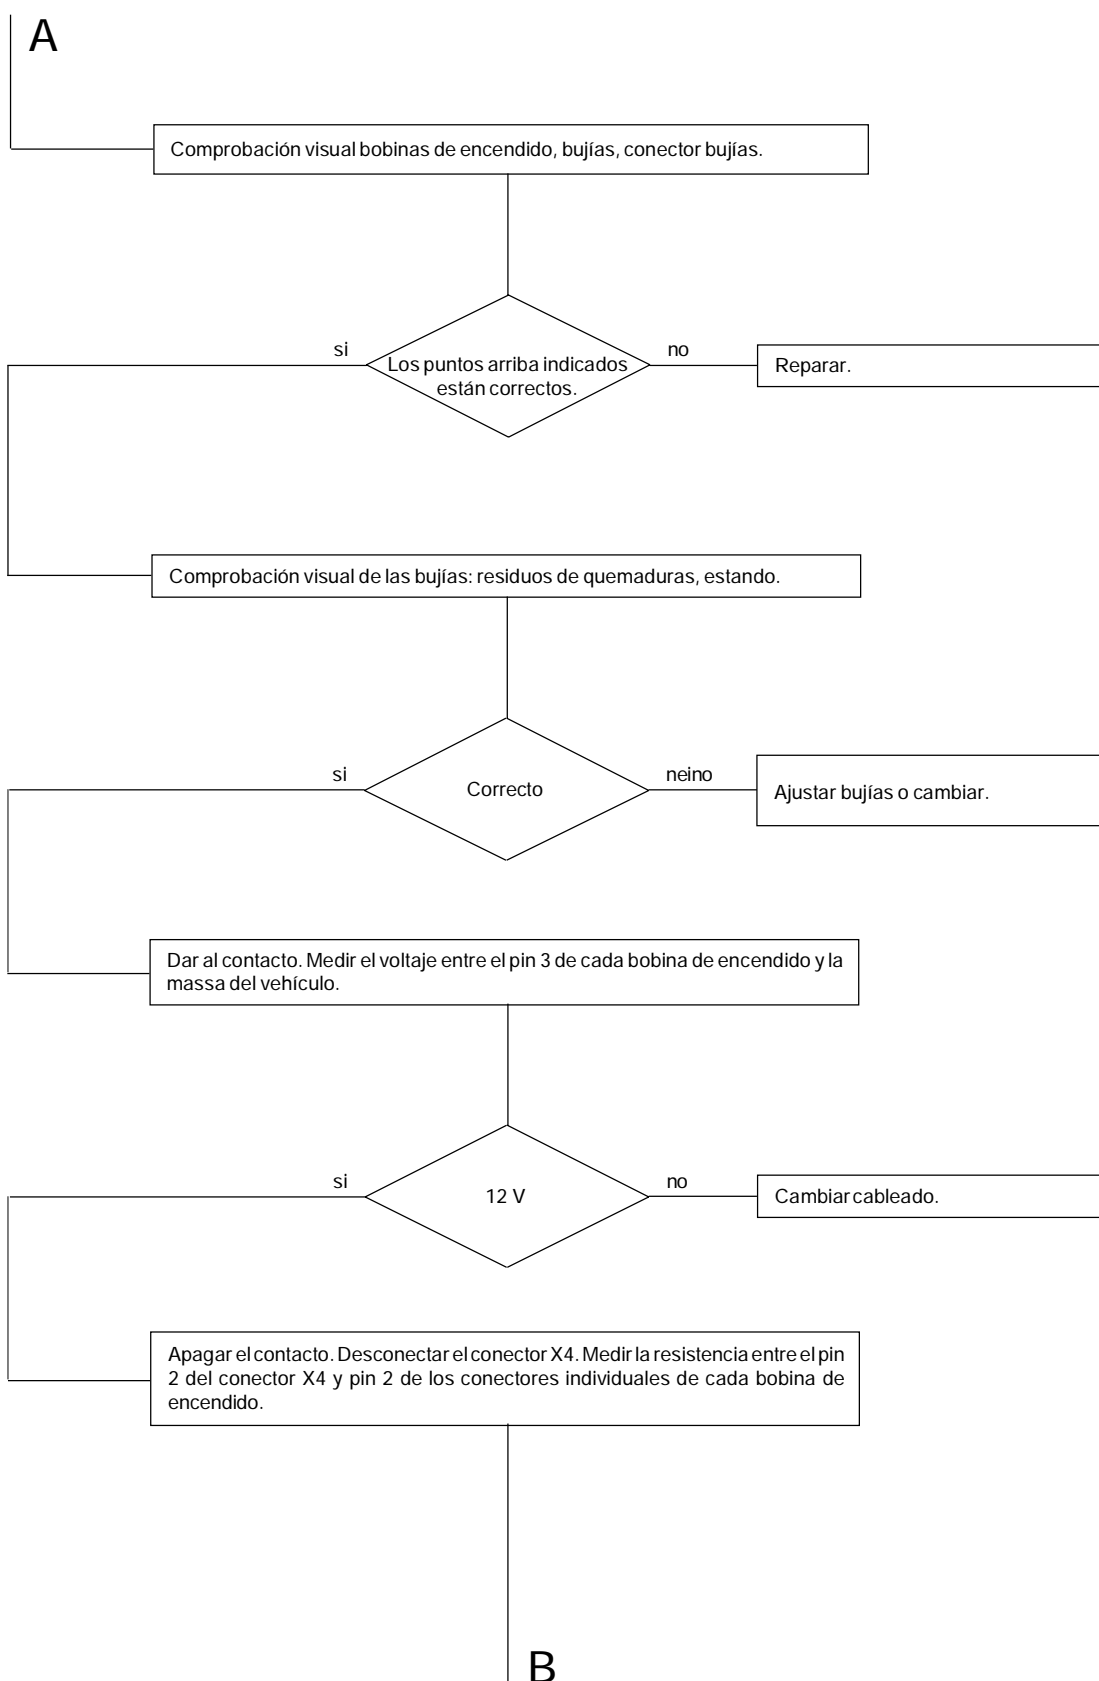 A
Comprobación visual bobinas de encendido, bujías, conector bujías.
si
no
Los puntos arriba indicados
están correctos.
Reparar.
Comprobación visual de las bujías: residuos de quemaduras, estando.
si
neino
Correcto
Ajustar bujías o cambiar.
Dar al contacto. Medir el voltaje entre el pin 3 de cada bobina de encendido y la
massa del vehículo.
si
no
12 V
Cambiar cableado.
Apagar el contacto. Desconectar el conector X4. Medir la resistencia entre el pin
2 del conector X4 y pin 2 de los conectores individuales de cada bobina de
encendido.
B